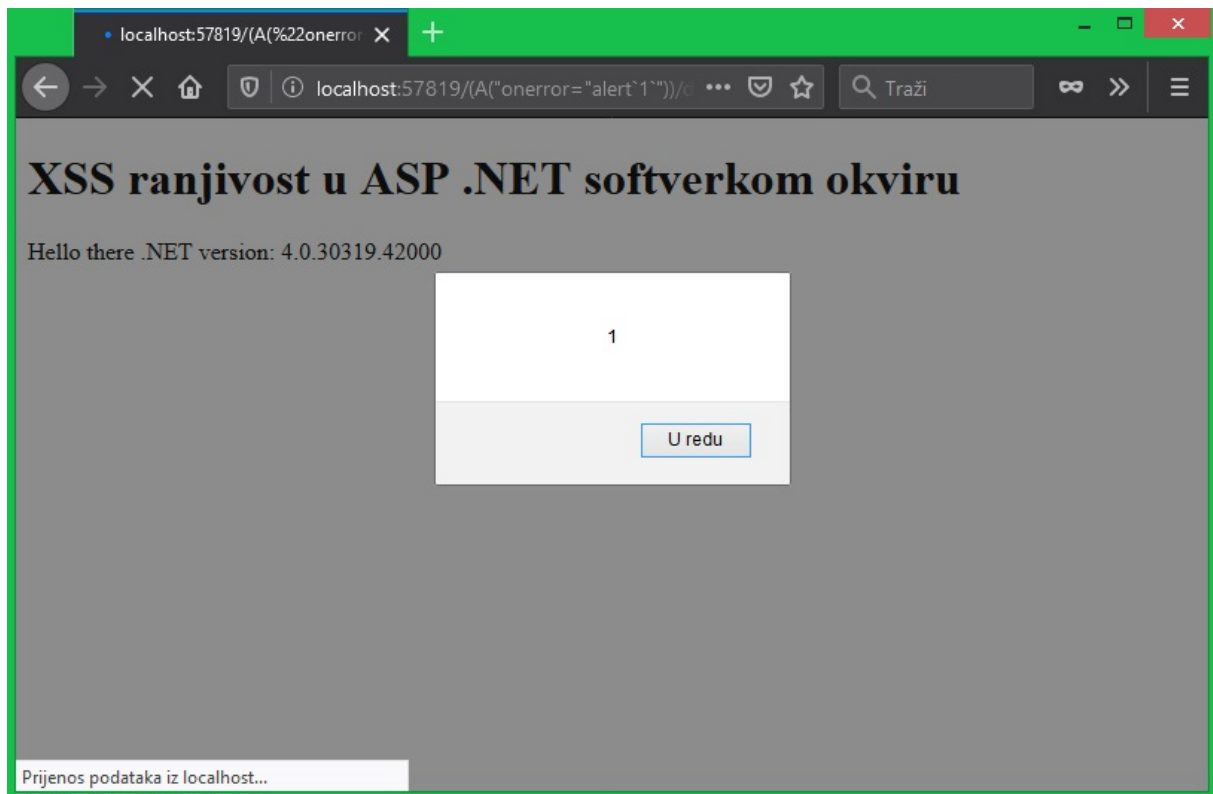 localhost:57819/(A(%22onerror
localhost:57819/(A("onerror="alert`1`"))/d
Traži
XSS ranjivost u ASP .NET softverkom okviru
Hello there .NET version: 4.0.30319.42000
1
U redu
Prijenos podataka iz localhost...